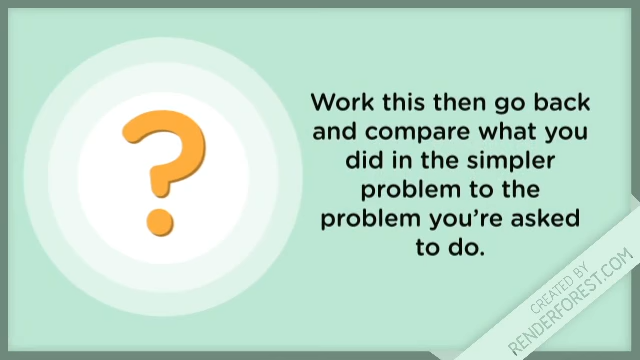 Work this then go back
and compare what you
did in the simpler
problem to the
problem you're asked
to do.
CREATED BY
RENDERFOREST.COM